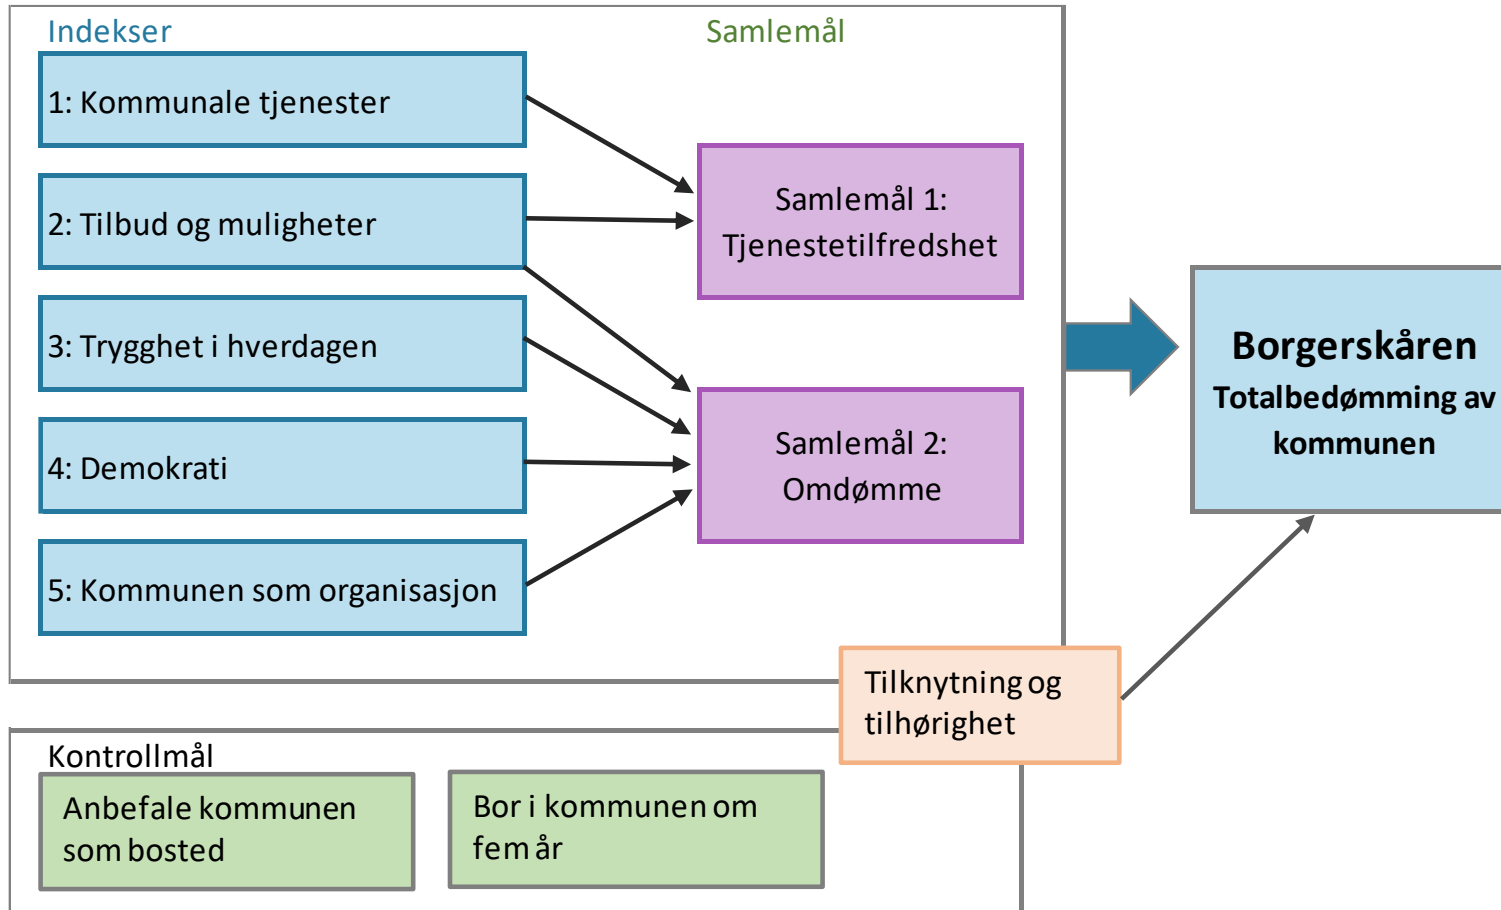 Indekser
Samlemål
1: Kommunale tjenester
2: Tilbud og muligheter
3: Trygghet i hverdagen
4: Demokrati
5: Kommunen som organisasjon
Samlemål 1:
Tjenestetilfredshet
Samlemål 2:
Omdømme
Borgerskåren
Totalbedømming av
kommunen
Tilknytning og
tilhørighet
Kontrollmål
Anbefale kommunen
som bosted
Bor i kommunen om
fem år